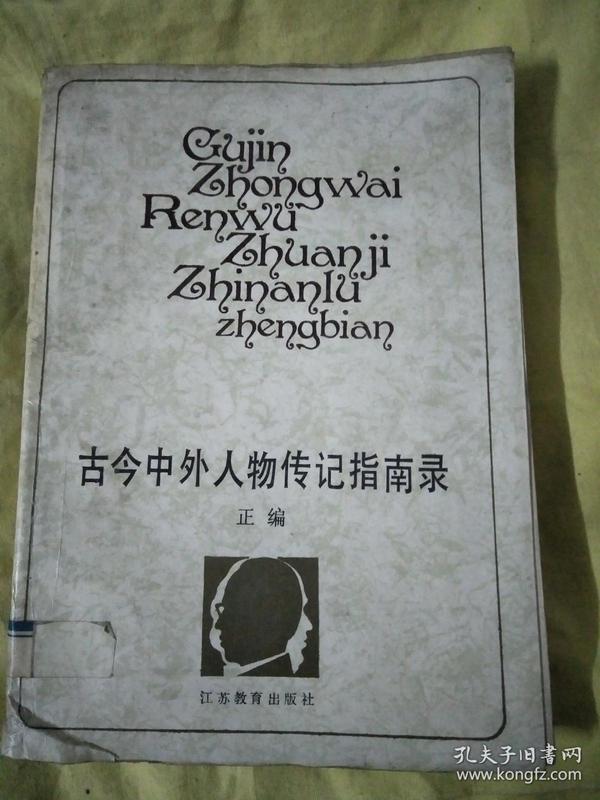 Gujin
Zhongwai
Renwu
Zhuanji
Zhinanlu
zhengbian
古今中外人物传记指南录
正编
江苏教育出版社
孔夫子旧書网
www.kongfz.com